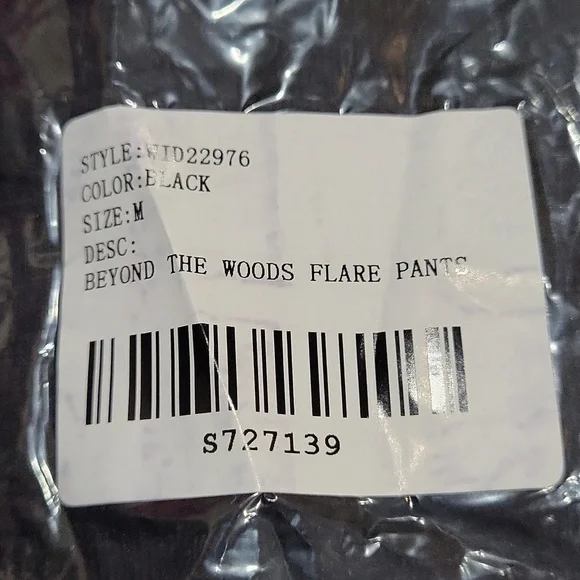 STYLE:WID22976
COLOR:BLACK
SIZE:M
DESC:
BEYOND THE WOODS FLARE PANTS
S727139